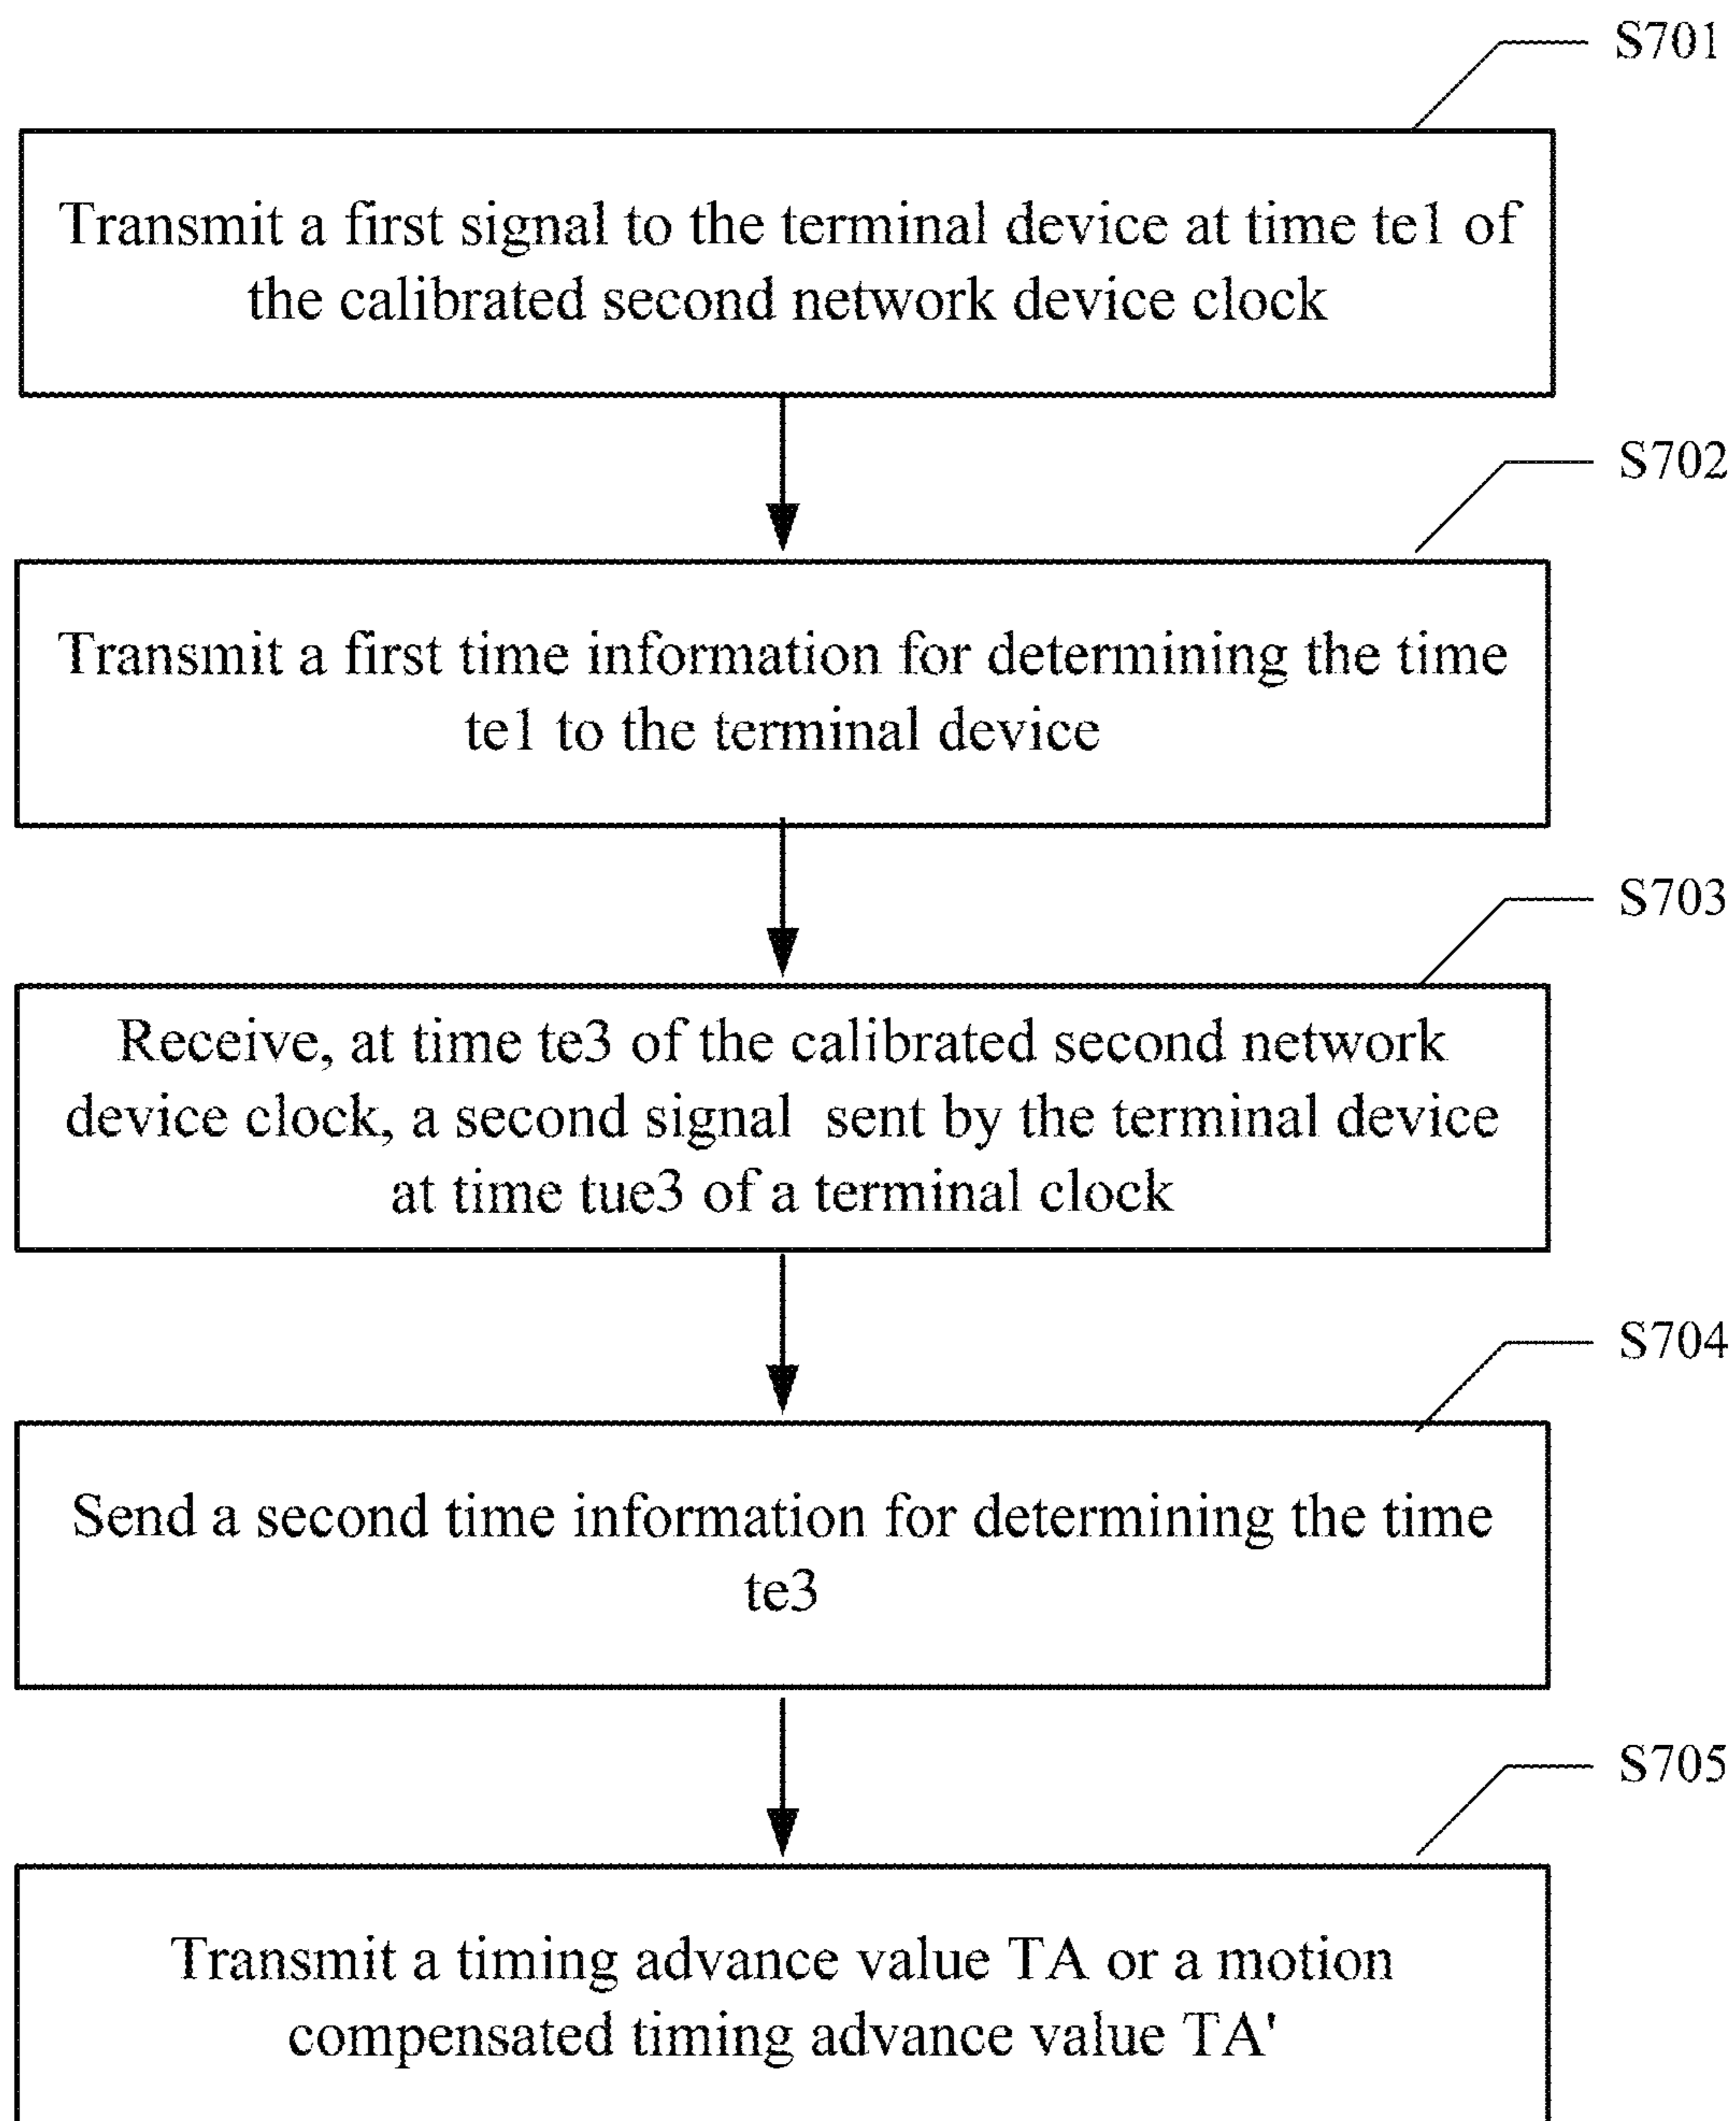 S701
Transmit a first signal to the terminal device at time te1 of
the calibrated second network device clock
S702
Transmit a first time information for determining the time
te1 to the terminal device
S703
Receive, at time te3 of the calibrated second network
device clock, a second signal sent by the terminal device
at time tue3 of a terminal clock
S704
Send a second time information for determining the time
te3
S705
Transmit a timing advance value TA or a motion
compensated timing advance value TA'